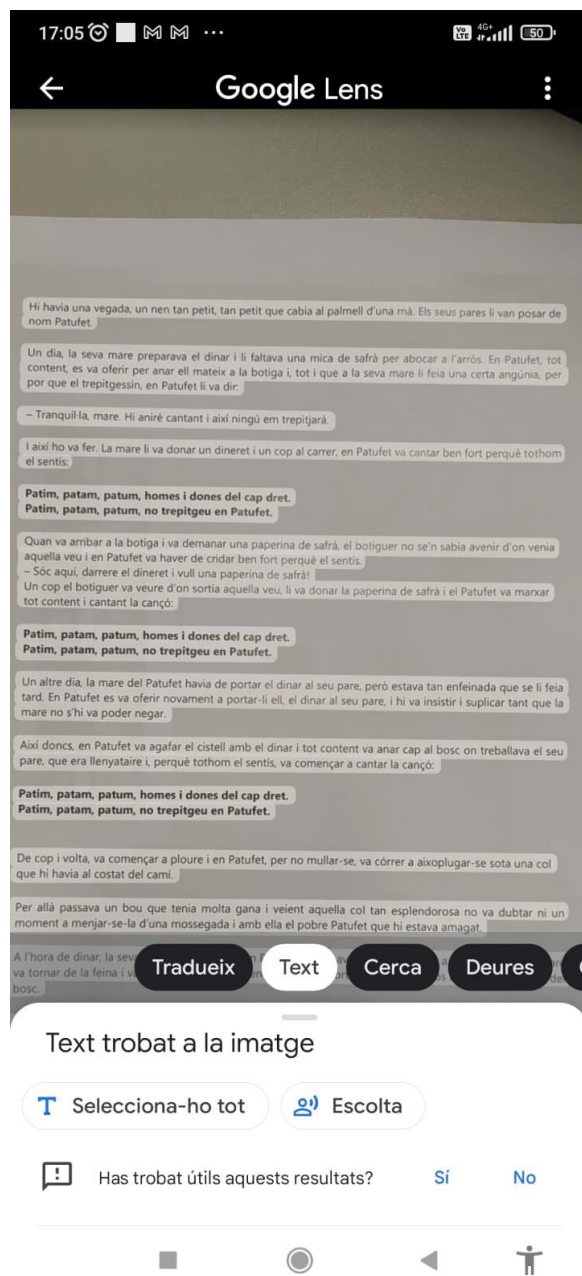 17:05
Vo LTE 4G+ 50
Google Lens
Hi havia una vegada, un nen tan petit, tan petit que cabia al palmell d'una mà. Els seus pares li van posar de
nom Patufet.
Un dia, la seva mare preparava el dinar i li faltava una mica de safrà per abocar a l'arròs. En Patufet, tot
content, es va oferir per anar ell mateix a la botiga i, tot i que a la seva mare li feia una certa angúnia, per
por que el trepitgessin, en Patufet li va dir:
– Tranquil·la, mare. Hi aniré cantant i així ningú em trepitjarà.
I així ho va fer. La mare li va donar un dineret i un cop al carrer, en Patufet va cantar ben fort perquè tothom
el sentís:
Patim, patam, patum, homes i dones del cap dret.
Patim, patam, patum, no trepitgeu en Patufet.
Quan va arribar a la botiga i va demanar una paperina de safrà, el botiguer no se'n sabia avenir d'on venia
aquella veu i en Patufet va haver de cridar ben fort perquè el sentís.
– Sóc aquí, darrere el dineret i vull una paperina de safrà!
Un cop el botiguer va veure d'on sortia aquella veu, li va donar la paperina de safrà i el Patufet va marxar
tot content i cantant la cançó:
Patim, patam, patum, homes i dones del cap dret.
Patim, patam, patum, no trepitgeu en Patufet.
Un altre dia, la mare del Patufet havia de portar el dinar al seu pare, però estava tan enfeinada que se li feia
tard. En Patufet es va oferir novament a portar-li ell, el dinar al seu pare, i hi va insistir i suplicar tant que la
mare no s'hi va poder negar.
Així doncs, en Patufet va agafar el cistell amb el dinar i tot content va anar cap al bosc on treballava el seu
pare, que era llenyataire i, perquè tothom el sentís, va començar a cantar la cançó:
Patim, patam, patum, homes i dones del cap dret.
Patim, patam, patum, no trepitgeu en Patufet.
De cop i volta, va començar a ploure i en Patufet, per no mullar-se, va córrer a aixoplugar-se sota una col
que hi havia al costat del camí.
Per allà passava un bou que tenia molta gana i veient aquella col tan esplendorosa no va dubtar ni un
moment a menjar-se-la d'una mossegada i amb ella el pobre Patufet que hi estava amagat.
A l'hora de dinar, la
va tornar de la feina i
bosc.
Tradueix Text Cerca Deures
Text trobat a la imatge
Selecciona-ho tot Escolta
Has trobat útils aquests resultats? Sí No